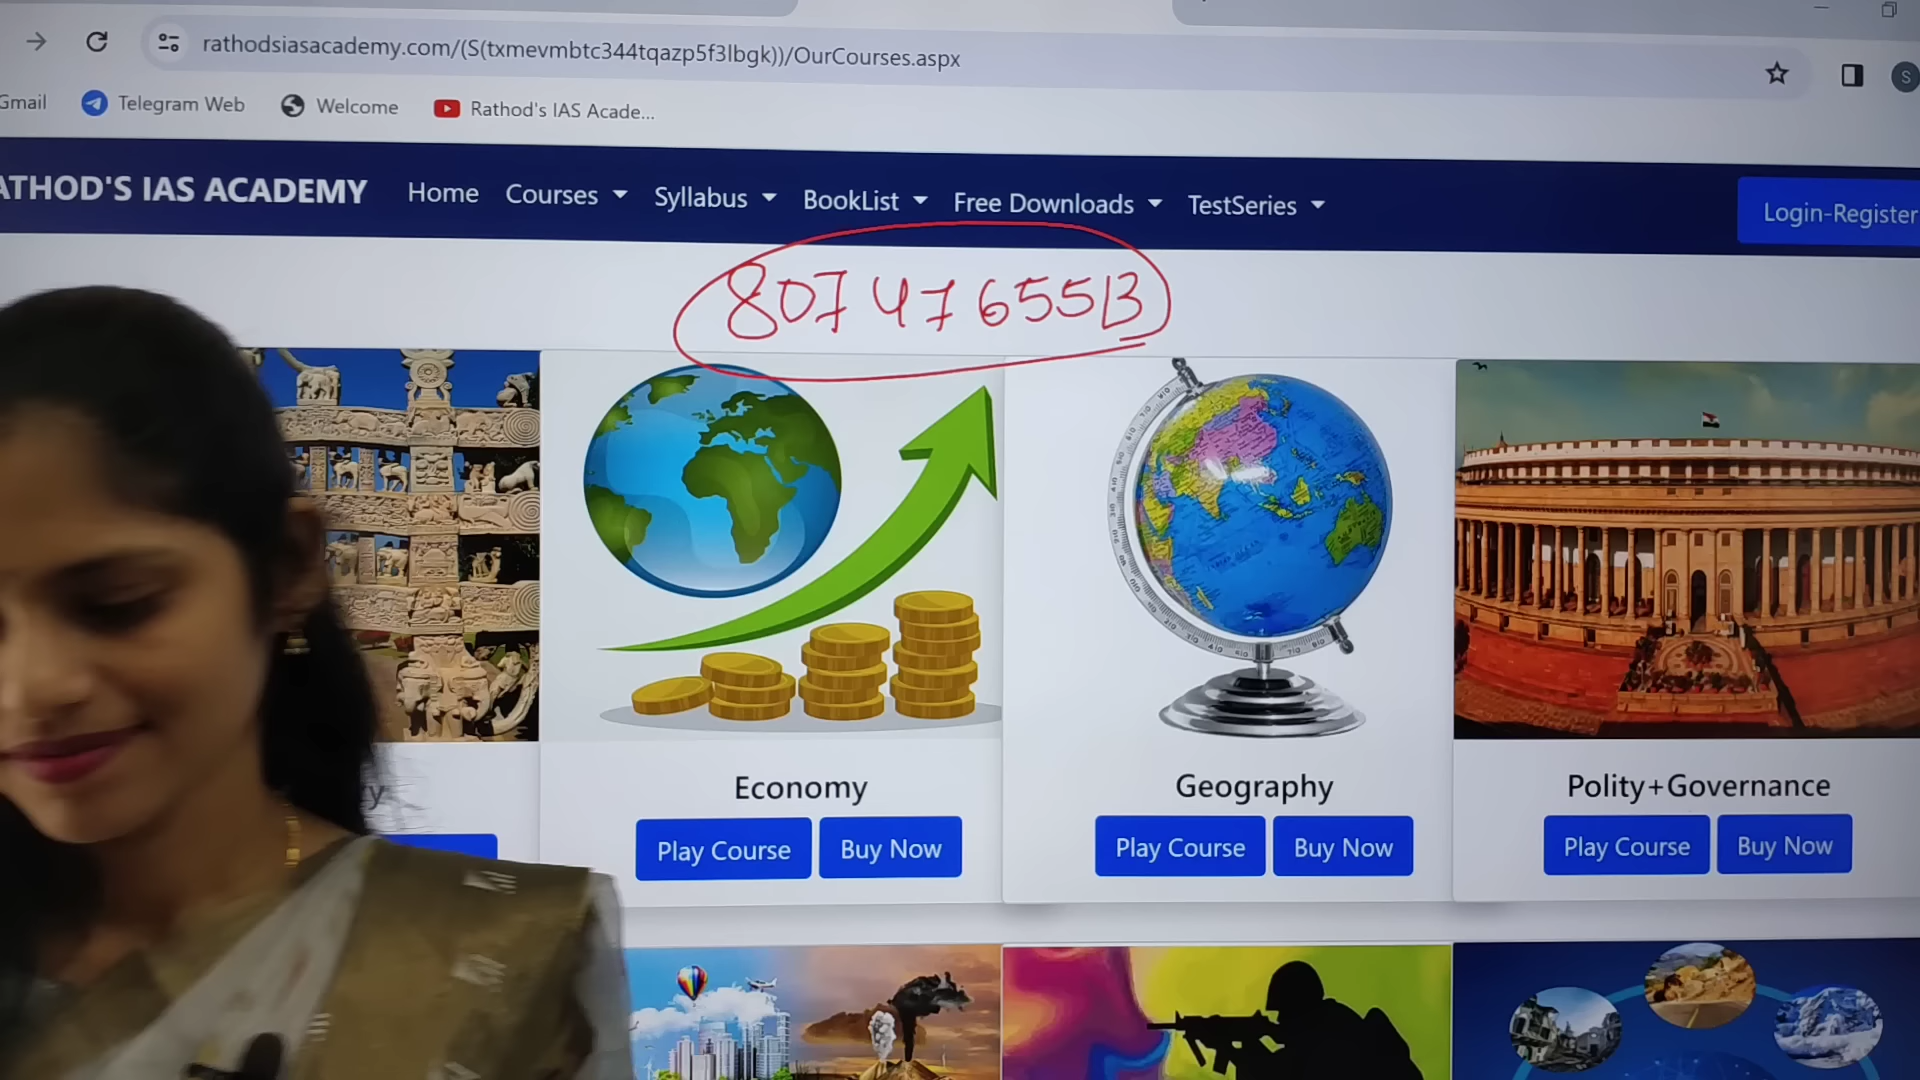 rathodsiasacademy.com/(S(txmevmbtc344tqazp5f3lbgk))/OurCourses.aspx
S
Gmail Telegram Web Welcome Rathod's IAS Acade...
ATHOD'S IAS ACADEMY Home Courses Syllabus BookList Free Downloads TestSeries Login-Register
8074765513
Economy Geography Polity+Governance
Play Course Buy Now Play Course Buy Now Play Course Buy Now